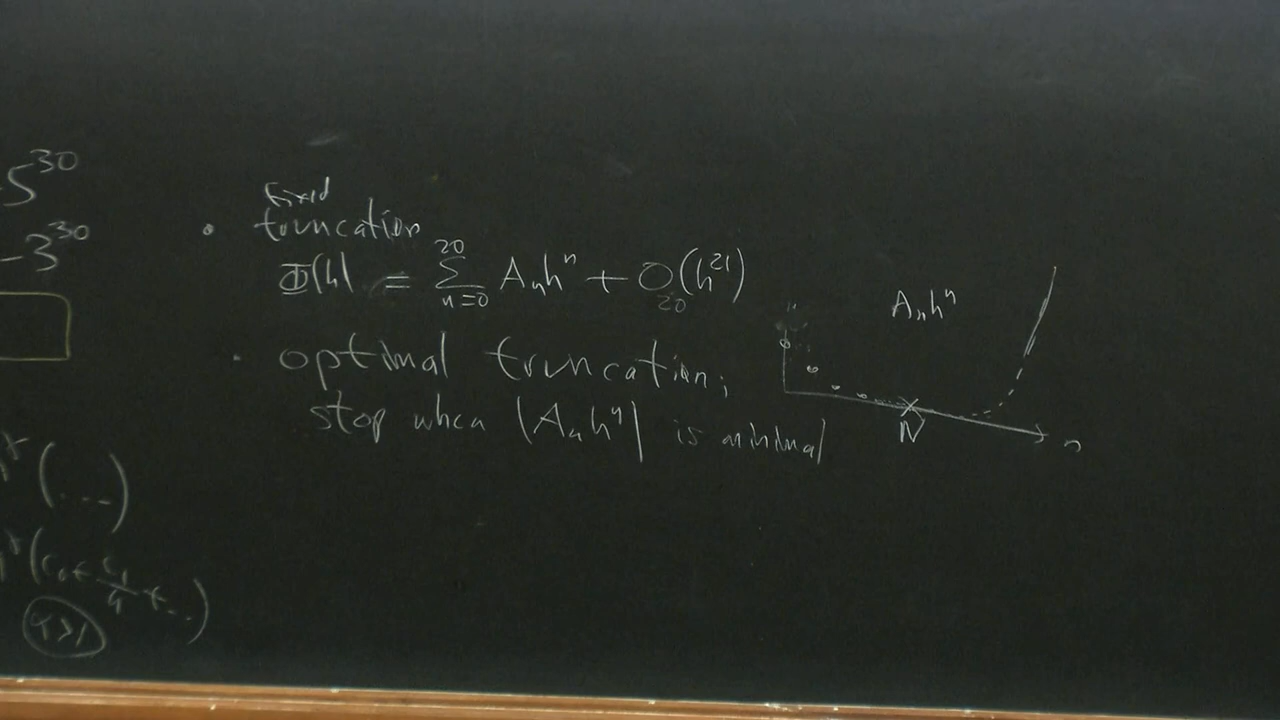 5^30
-3^30
(...)
(c_0 + c_1/n + ...)
r>1
fixed
• truncation
Φ(h) = ∑_{n=0}^{20} A_n h^n + O_{20}(h^{21})
• optimal truncation;
stop when |A_n h^n| is minimal
A_n h^n
N
n